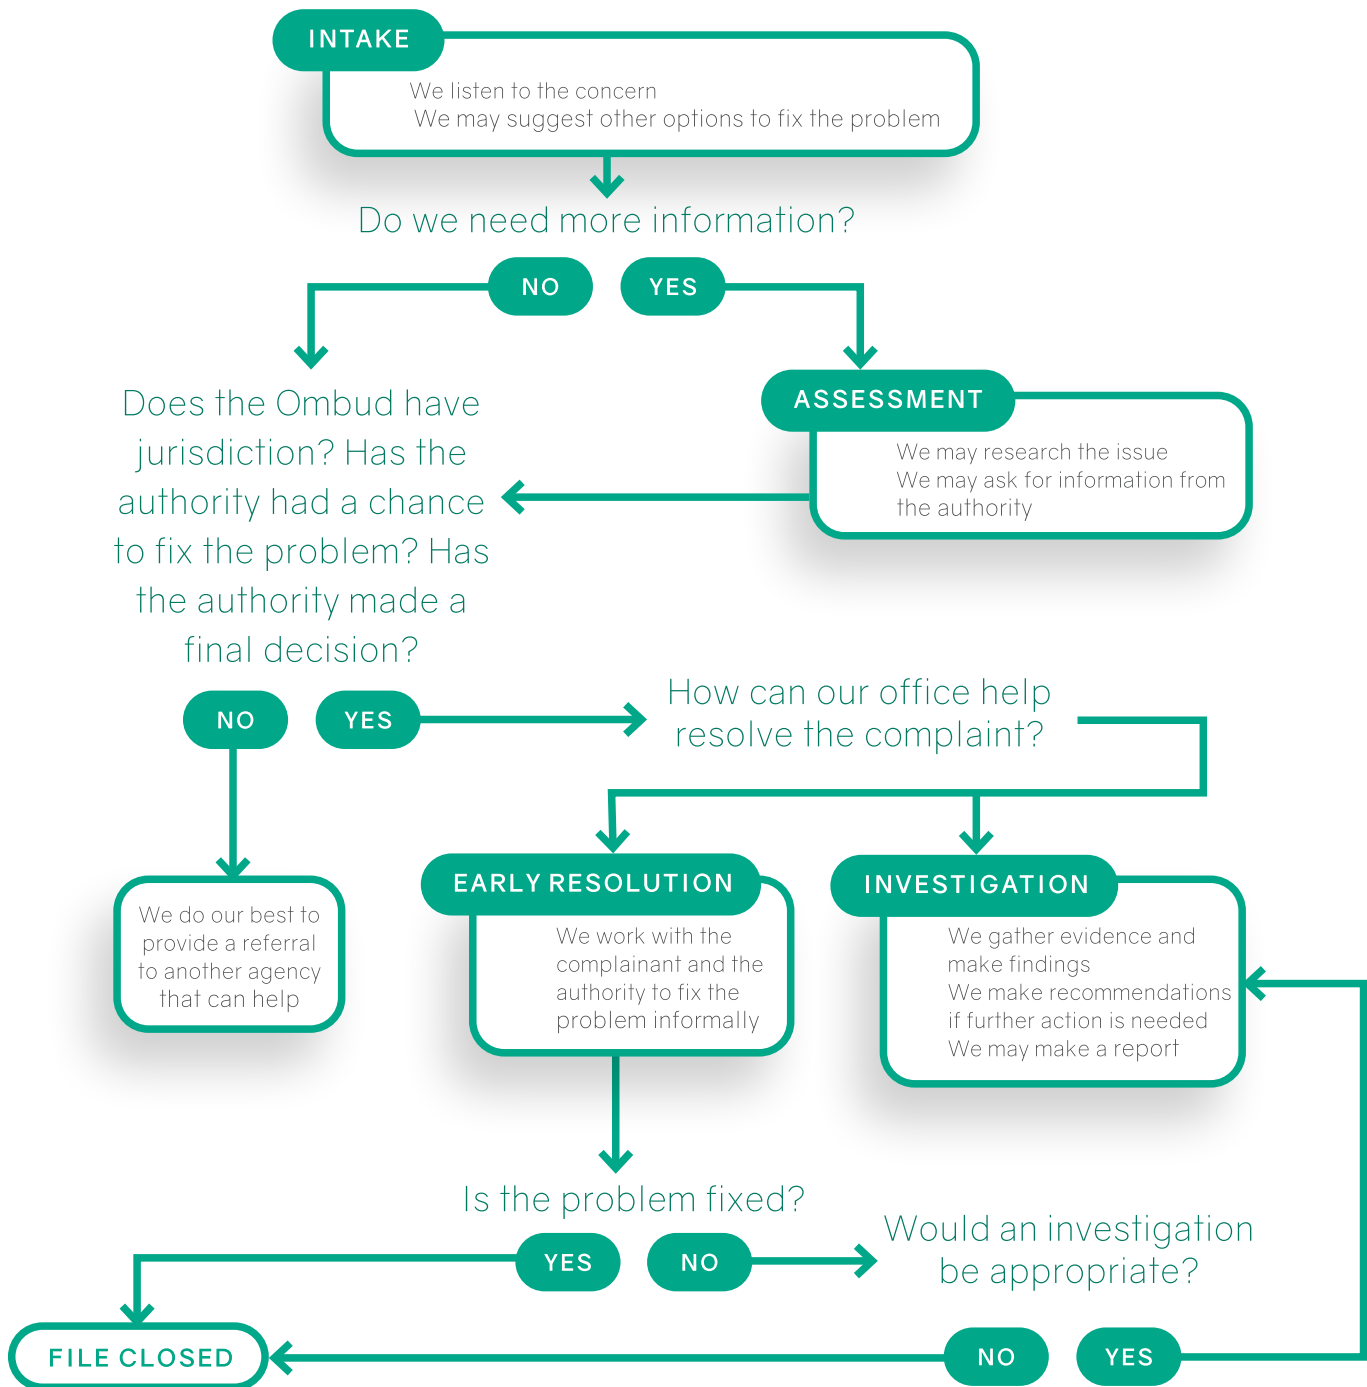 INTAKE
We listen to the concern
We may suggest other options to fix the problem
Do we need more information?
NO
YES
Does the Ombud have
jurisdiction? Has the
authority had a chance
to fix the problem? Has
the authority made a
final decision?
ASSESSMENT
We may research the issue
We may ask for information from
the authority
NO
YES
How can our office help
resolve the complaint?
We do our best to
provide a referral
to another agency
that can help
EARLY RESOLUTION
We work with the
complainant and the
authority to fix the
problem informally
INVESTIGATION
We gather evidence and
make findings
We make recommendations
if further action is needed
We may make a report
Is the problem fixed?
YES
NO
Would an investigation
be appropriate?
FILE CLOSED
NO
YES